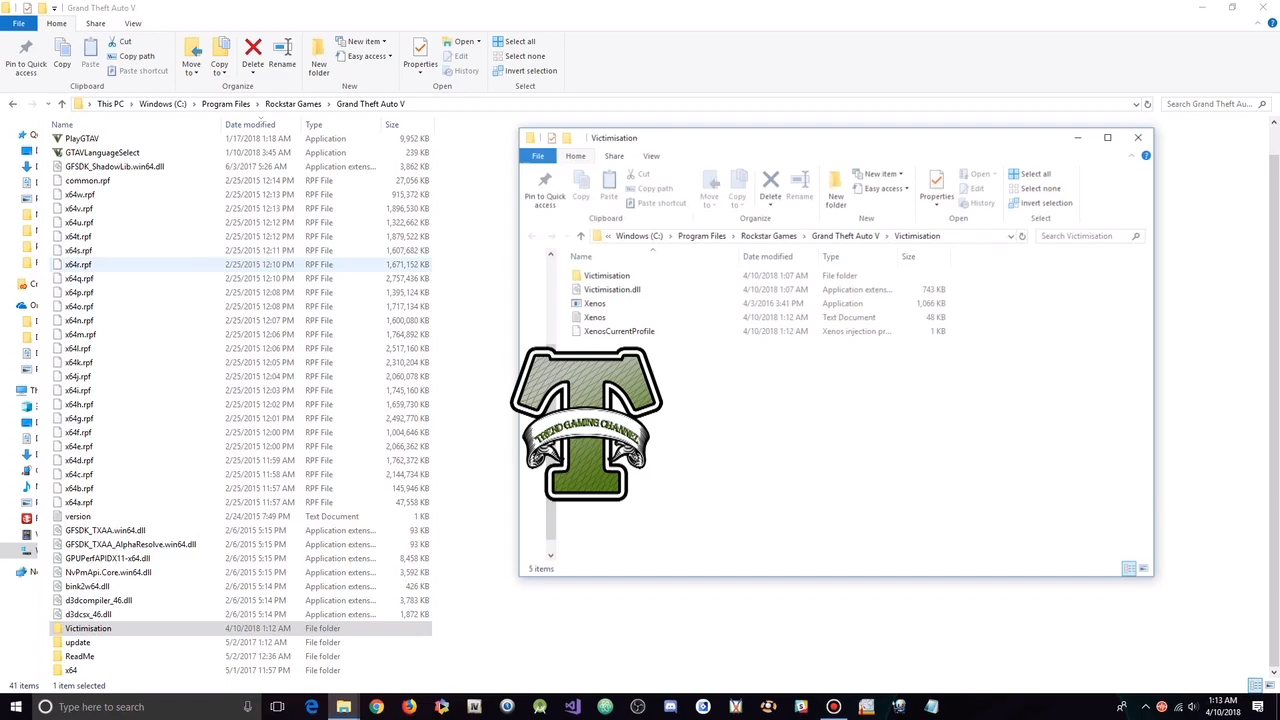 Grand Theft Auto V
File Home Share View
Pin to Quick access
Copy
Paste
Cut
Copy path
Paste shortcut
Clipboard
Move to
Copy to
Delete
Rename
Organize
New folder
New item
Easy access
New
Properties
Open
Edit
History
Open
Select all
Select none
Invert selection
Select
This PC Windows (C:) Program Files Rockstar Games Grand Theft Auto V
Search Grand Theft Au...
Name Date modified Type Size
PlayGTAV 1/17/2018 1:18 AM Application 9,952 KB
GTAVLanguageSelect 1/10/2018 3:45 AM Application 239 KB
GFSDK_ShadowLib.win64.dll 6/3/2017 5:26 AM Application extens... 3,862 KB
common.rpf 2/25/2015 12:14 PM RPF File 27,056 KB
x64w.rpf 2/25/2015 12:13 PM RPF File 915,372 KB
x64v.rpf 2/25/2015 12:13 PM RPF File 1,896,530 KB
x64u.rpf 2/25/2015 12:13 PM RPF File 1,322,662 KB
x64t.rpf 2/25/2015 12:13 PM RPF File 1,879,522 KB
x64s.rpf 2/25/2015 12:11 PM RPF File 1,607,682 KB
x64r.rpf 2/25/2015 12:10 PM RPF File 1,671,152 KB
x64q.rpf 2/25/2015 12:10 PM RPF File 2,757,436 KB
x64p.rpf 2/25/2015 12:08 PM RPF File 1,395,124 KB
x64o.rpf 2/25/2015 12:08 PM RPF File 1,717,134 KB
x64n.rpf 2/25/2015 12:07 PM RPF File 1,600,080 KB
x64m.rpf 2/25/2015 12:06 PM RPF File 1,764,892 KB
x64l.rpf 2/25/2015 12:06 PM RPF File 2,517,160 KB
x64k.rpf 2/25/2015 12:05 PM RPF File 2,310,204 KB
x64j.rpf 2/25/2015 12:04 PM RPF File 2,060,078 KB
x64i.rpf 2/25/2015 12:03 PM RPF File 1,745,160 KB
x64h.rpf 2/25/2015 12:02 PM RPF File 1,659,730 KB
x64g.rpf 2/25/2015 12:01 PM RPF File 2,492,770 KB
x64f.rpf 2/25/2015 12:00 PM RPF File 1,004,646 KB
x64e.rpf 2/25/2015 12:00 PM RPF File 2,066,362 KB
x64d.rpf 2/25/2015 11:59 AM RPF File 1,762,372 KB
x64c.rpf 2/25/2015 11:58 AM RPF File 2,144,734 KB
x64b.rpf 2/25/2015 11:57 AM RPF File 145,946 KB
x64a.rpf 2/25/2015 11:57 AM RPF File 47,558 KB
version 2/24/2015 7:49 PM Text Document 1 KB
GFSDK_TXAA.win64.dll 2/6/2015 5:15 PM Application extens... 93 KB
GFSDK_TXAA_AlphaResolve.win64.dll 2/6/2015 5:15 PM Application extens... 93 KB
GPUPerfAPIDX11-x64.dll 2/6/2015 5:15 PM Application extens... 8,458 KB
NvPmApi.Core.win64.dll 2/6/2015 5:15 PM Application extens... 3,592 KB
bink2w64.dll 2/6/2015 5:15 PM Application extens... 426 KB
d3dcompiler_46.dll 2/6/2015 5:14 PM Application extens... 3,783 KB
d3dcsx_46.dll 2/6/2015 5:14 PM Application extens... 1,872 KB
Victimisation 4/10/2018 1:12 AM File folder
update 5/2/2017 1:12 AM File folder
ReadMe 5/2/2017 12:36 AM File folder
x64 5/1/2017 11:57 PM File folder
41 items 1 item selected
Victimisation
File Home Share View
Pin to Quick access
Copy
Paste
Cut
Copy path
Paste shortcut
Clipboard
Move to
Copy to
Delete
Rename
Organize
New folder
New item
Easy access
New
Properties
Open
Edit
History
Open
Select all
Select none
Invert selection
Select
« Windows (C:) Program Files Rockstar Games Grand Theft Auto V Victimisation
Search Victimisation
Name Date modified Type Size
Victimisation 4/10/2018 1:07 AM File folder
Victimisation.dll 4/10/2018 1:07 AM Application extens... 743 KB
Xenos 4/3/2016 3:41 PM Application 1,066 KB
Xenos 4/10/2018 1:12 AM Text Document 48 KB
XenosCurrentProfile 4/10/2018 1:12 AM Xenos injection pr... 1 KB
TREND GAMING CHANNEL
5 items
Type here to search
1:13 AM
4/10/2018